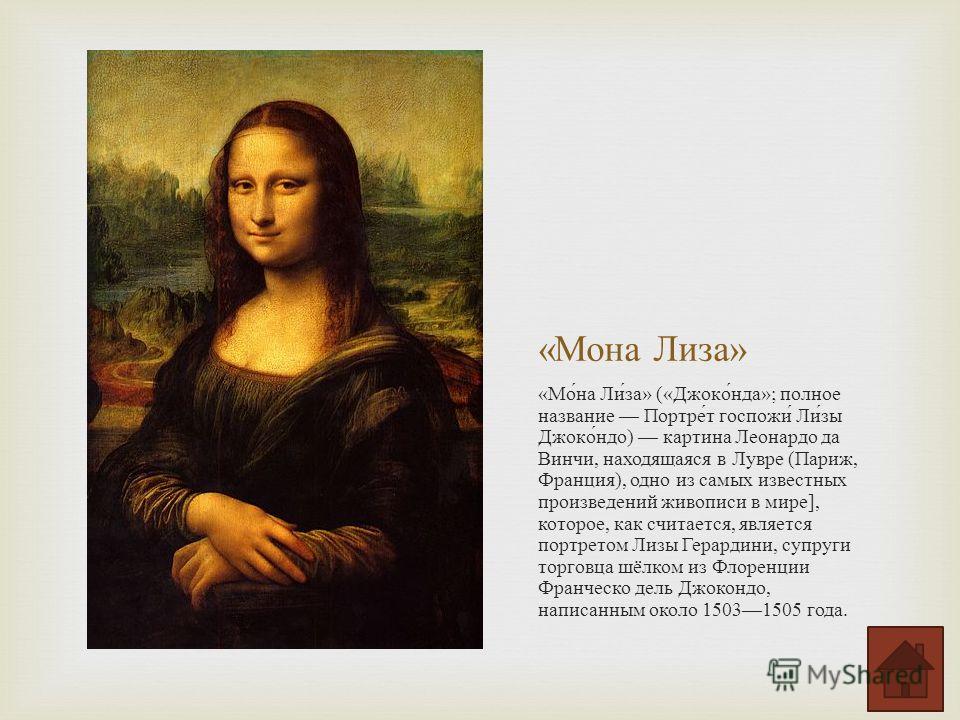 «Мона Лиза»
«Мо́на Ли́за» («Джоко́нда»; полное
название — Портре́т госпожи́ Ли́зы
Джоко́ндо) — картина Леонардо да
Винчи, находящаяся в Лувре (Париж,
Франция), одно из самых известных
произведений живописи в мире],
которое, как считается, является
портретом Лизы Герардини, супруги
торговца шёлком из Флоренции
Франческо дель Джокондо,
написанным около 1503—1505 года.
MyShared